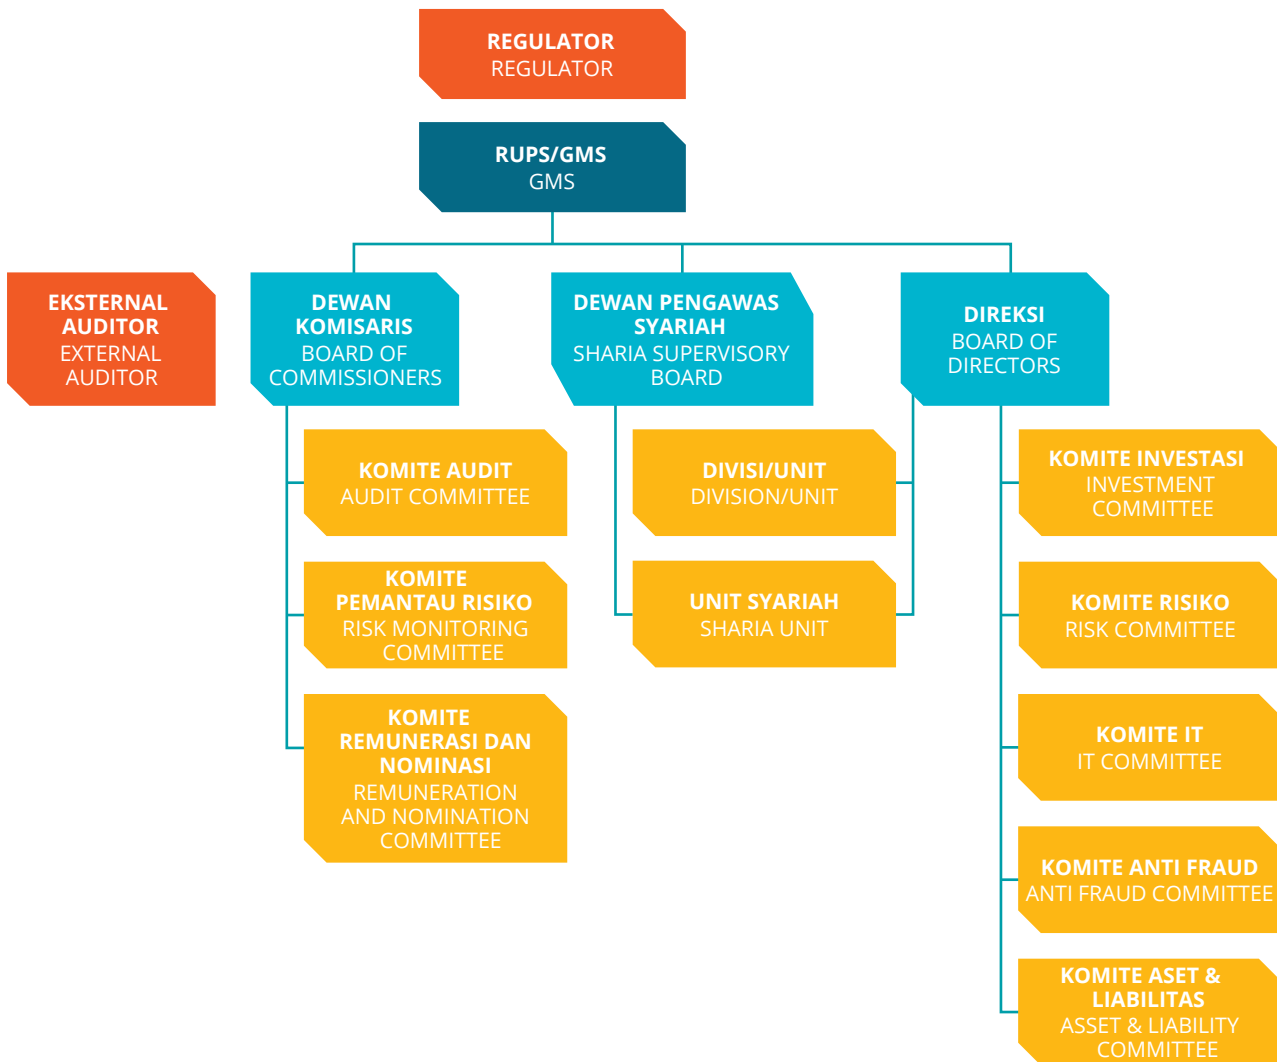 REGULATOR
REGULATOR
RUPS/GMS
GMS
EKSTERNAL
AUDITOR
EXTERNAL
AUDITOR
DEWAN
KOMISARIS
BOARD OF
COMMISSIONERS
DEWAN PENGAWAS
SYARIAH
SHARIA SUPERVISORY
BOARD
DIREKSI
BOARD OF
DIRECTORS
KOMITE AUDIT
AUDIT COMMITTEE
DIVISI/UNIT
DIVISION/UNIT
KOMITE INVESTASI
INVESTMENT
COMMITTEE
KOMITE
PEMANTAU RISIKO
RISK MONITORING
COMMITTEE
UNIT SYARIAH
SHARIA UNIT
KOMITE RISIKO
RISK COMMITTEE
KOMITE
REMUNERASI DAN
NOMINASI
REMUNERATION
AND NOMINATION
COMMITTEE
KOMITE IT
IT COMMITTEE
KOMITE ANTI FRAUD
ANTI FRAUD COMMITTEE
KOMITE ASET &
LIABILITAS
ASSET & LIABILITY
COMMITTEE